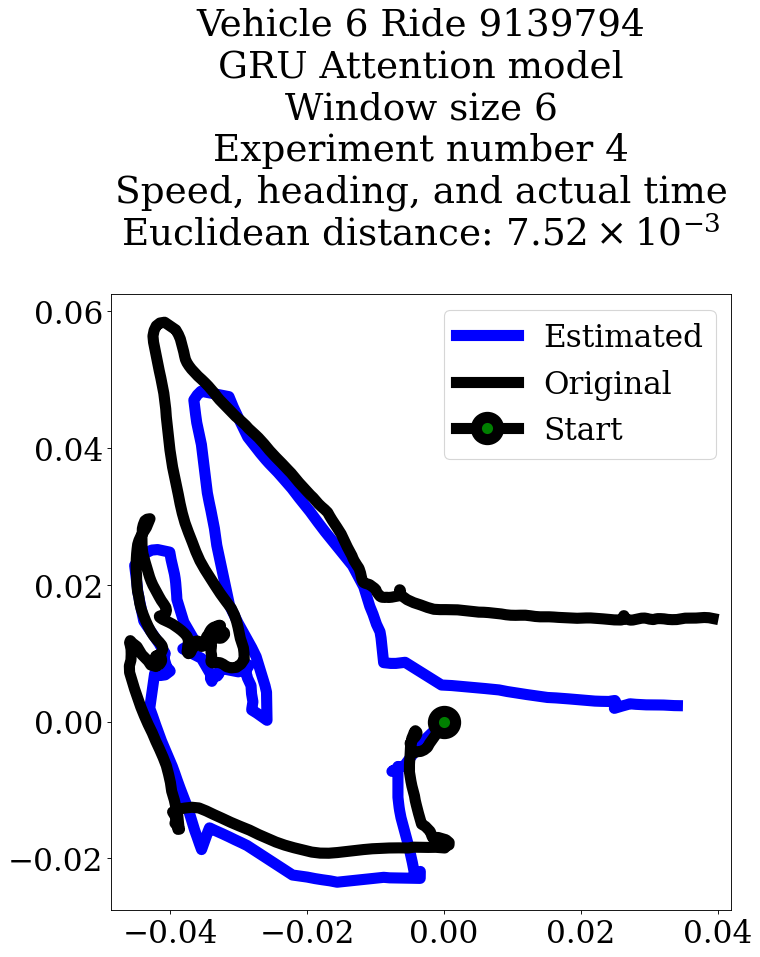 Vehicle 6 Ride 9139794
GRU Attention model
Window size 6
Experiment number 4
Speed, heading, and actual time
Euclidean distance: 7.52 × 10⁻³
0.06
0.04
0.02
0.00
−0.02
Estimated
Original
Start
−0.04
−0.02
0.00
0.02
0.04